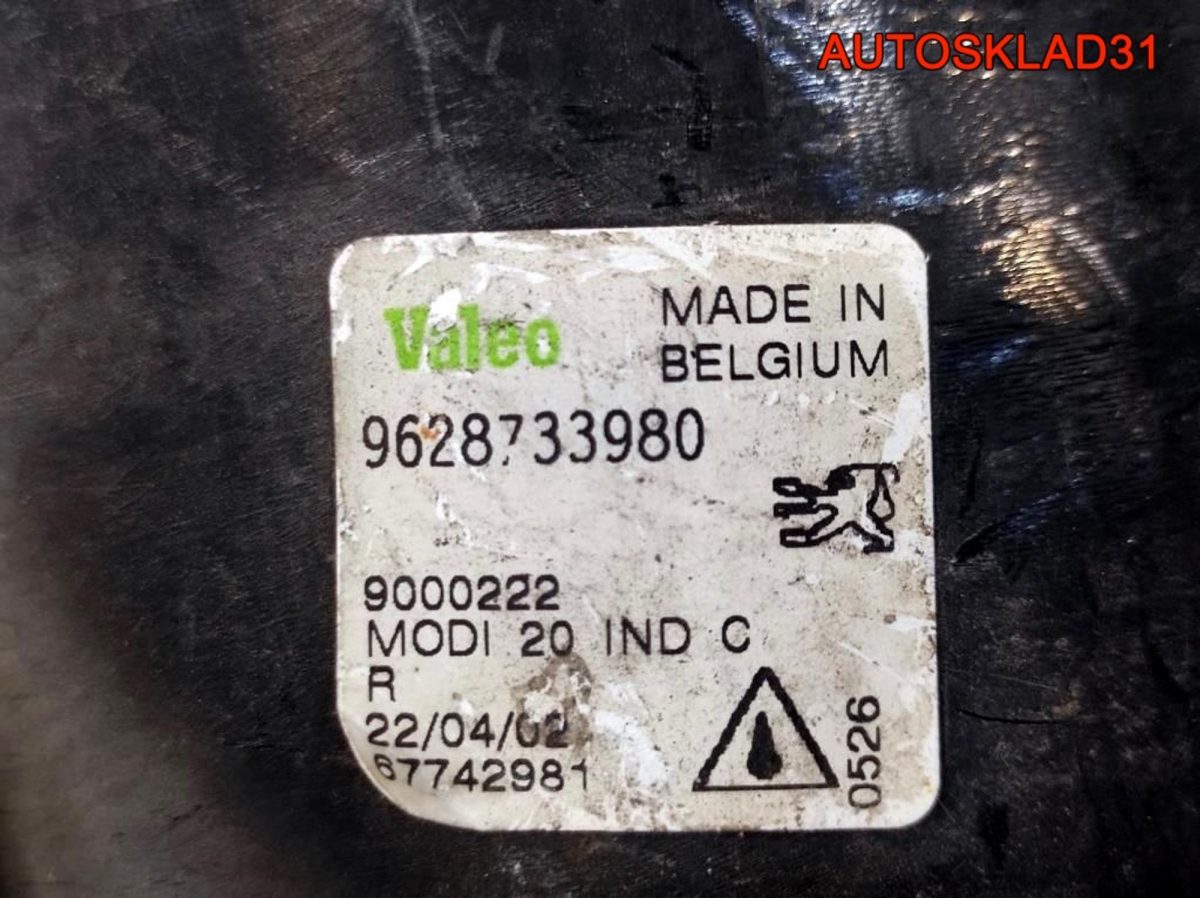 AUTOSKLAD31
Valeo
MADE IN
BELGIUM
9628733980
9000222
MODI 20 IND C
R
22/04/02
67742981
0526